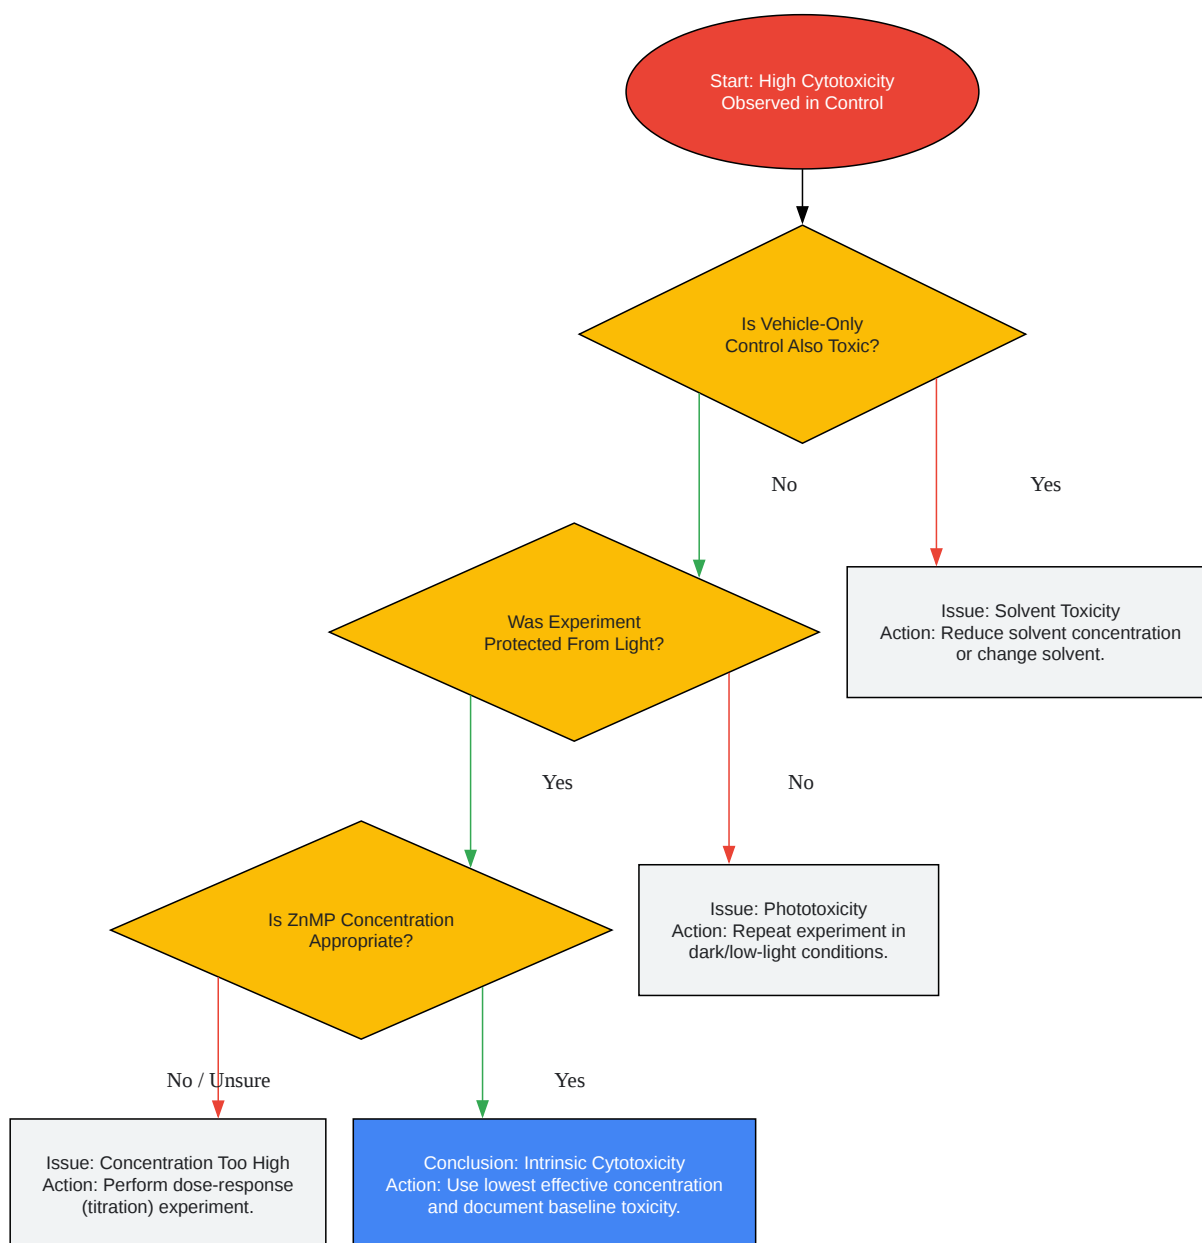 Start: High Cytotoxicity
Observed in Control
Is Vehicle-Only
Control Also Toxic?
No
Yes
Was Experiment
Protected From Light?
Issue: Solvent Toxicity
Action: Reduce solvent concentration
or change solvent.
Yes
No
Is ZnMP Concentration
Appropriate?
Issue: Phototoxicity
Action: Repeat experiment in
dark/low-light conditions.
No / Unsure
Yes
Issue: Concentration Too High
Action: Perform dose-response
(titration) experiment.
Conclusion: Intrinsic Cytotoxicity
Action: Use lowest effective concentration
and document baseline toxicity.